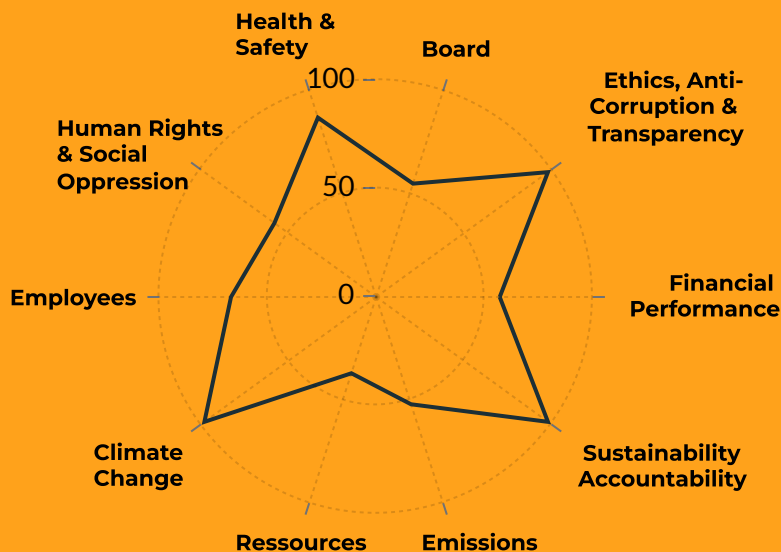 Health &
Safety
Board
100
Ethics, Anti-
Corruption &
Transparency
Human Rights
& Social
Oppression
50
Employees
0
Financial
Performance
Climate
Change
Sustainability
Accountability
Ressources
Emissions